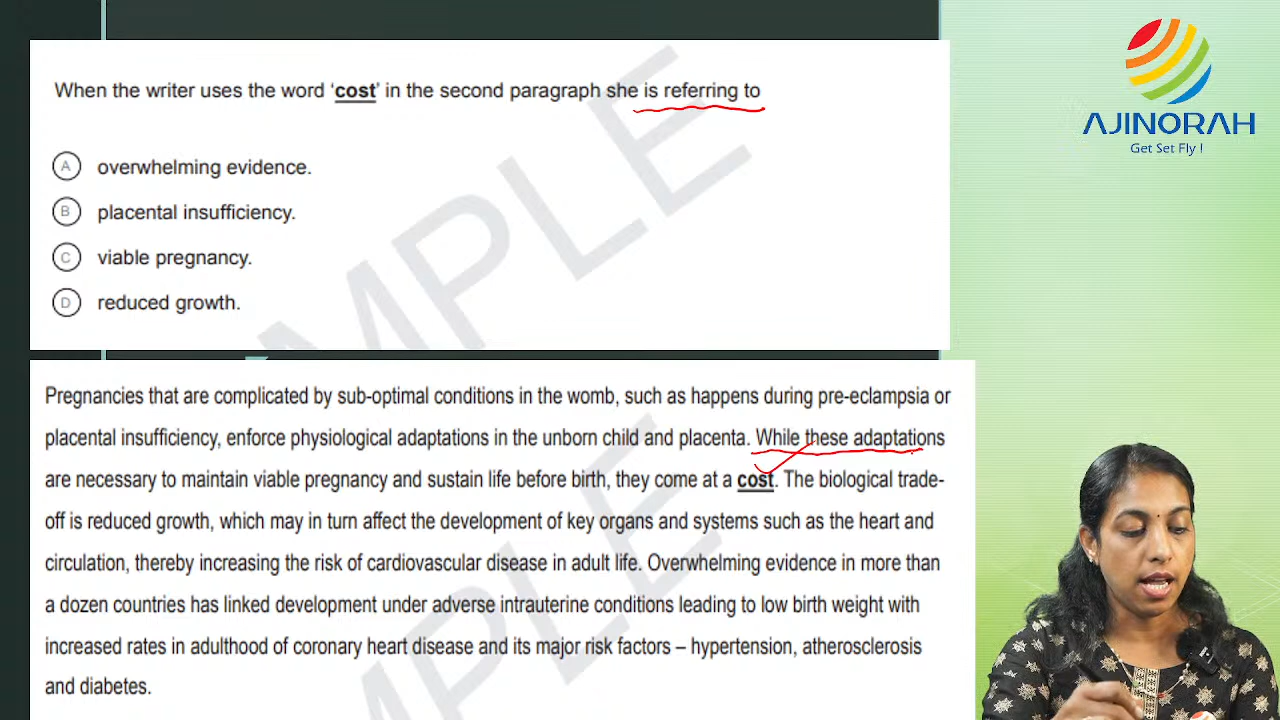 When the writer uses the word ‘cost’ in the second paragraph she is referring to
A overwhelming evidence.
B placental insufficiency.
C viable pregnancy.
D reduced growth.
Pregnancies that are complicated by sub-optimal conditions in the womb, such as happens during pre-eclampsia or
placental insufficiency, enforce physiological adaptations in the unborn child and placenta. While these adaptations
are necessary to maintain viable pregnancy and sustain life before birth, they come at a cost. The biological trade-
off is reduced growth, which may in turn affect the development of key organs and systems such as the heart and
circulation, thereby increasing the risk of cardiovascular disease in adult life. Overwhelming evidence in more than
a dozen countries has linked development under adverse intrauterine conditions leading to low birth weight with
increased rates in adulthood of coronary heart disease and its major risk factors – hypertension, atherosclerosis
and diabetes.
AJINORAH
Get Set Fly !
MPLE
MPLE